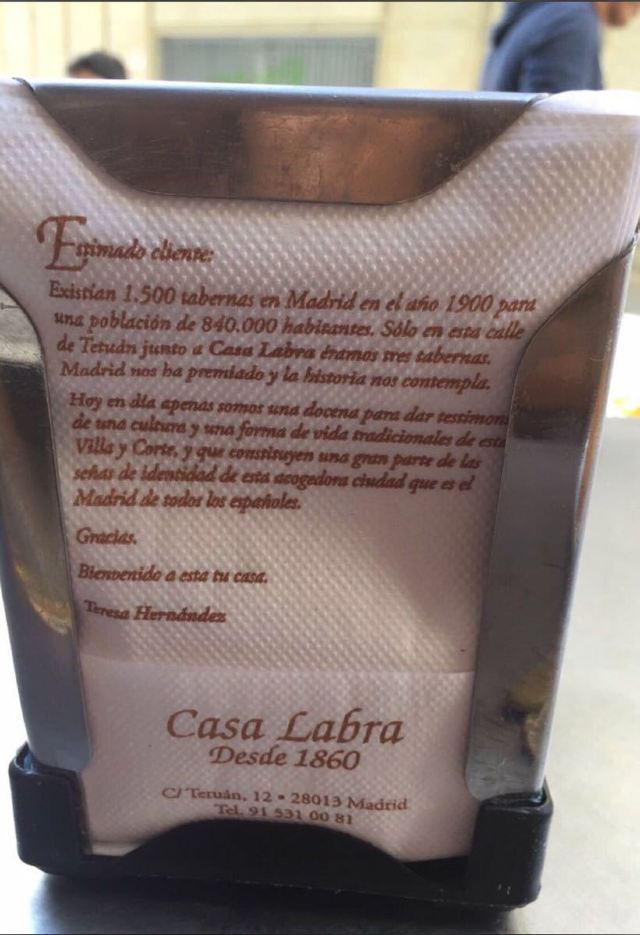 Estimado cliente:
Existían 1.500 tabernas en Madrid en el año 1900 para
una población de 840.000 habitantes. Sólo en esta calle
de Tetuán junto a Casa Labra éramos tres tabernas.
Madrid nos ha premiado y la historia nos contempla.
Hoy en día apenas somos una docena para dar testimon
de una cultura y una forma de vida tradicionales de esta
Villa y Corte, y que constituyen una gran parte de las
señas de identidad de esta acogedora ciudad que es el
Madrid de todos los españoles.
Gracias.
Bienvenido a esta tu casa.
Teresa Hernández
Casa Labra
Desde 1860
C/ Tetuán, 12 • 28013 Madrid
Tel. 91 531 00 81